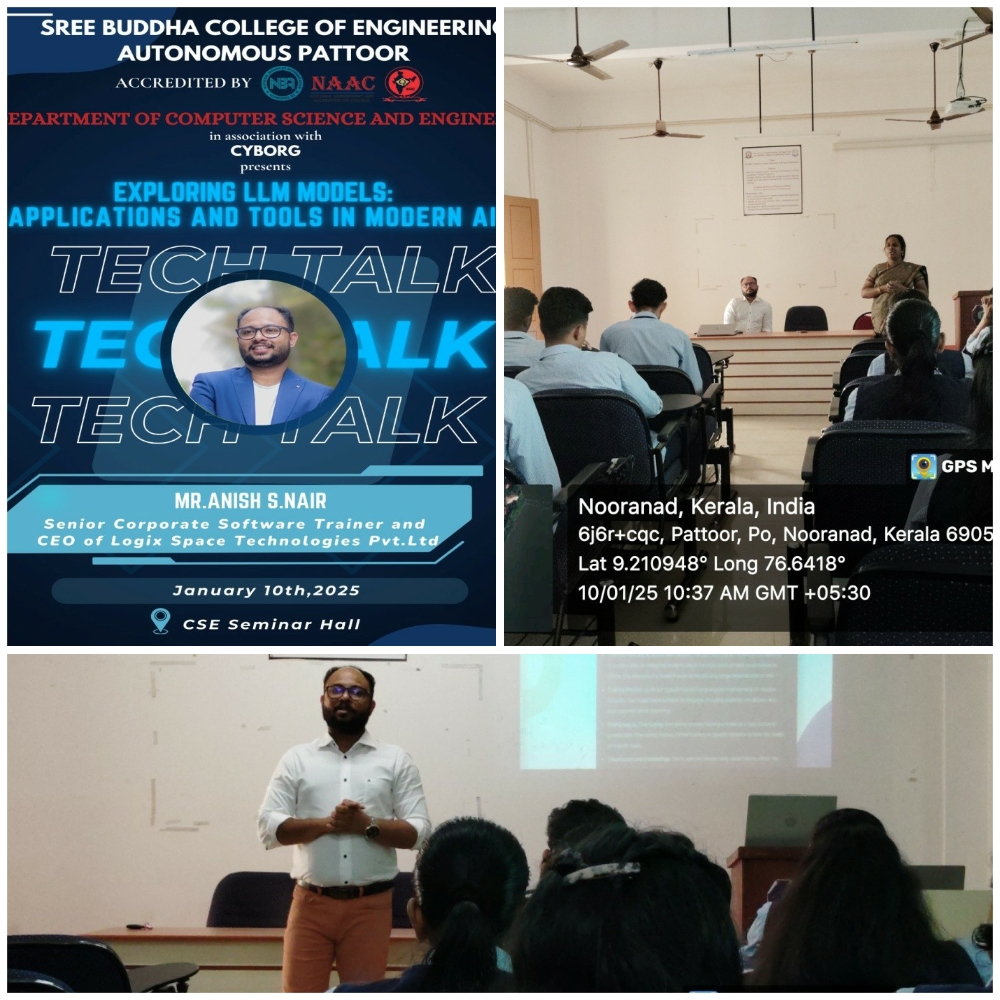 SREE BUDDHA COLLEGE OF ENGINEERING
AUTONOMOUS PATTOOR
ACCREDITED BY NBA NAAC
EPARTMENT OF COMPUTER SCIENCE AND ENGINE
in association with
CYBORG
presents
EXPLORING LLM MODELS:
APPLICATIONS AND TOOLS IN MODERN AI
TECH TALK
TEC ALK
TECH TALK
MR.ANISH S.NAIR
Senior Corporate Software Trainer and
CEO of Logix Space Technologies Pvt.Ltd
January 10th,2025
CSE Seminar Hall
GPS M
Nooranad, Kerala, India
6j6r+cqc, Pattoor, Po, Nooranad, Kerala 6905
Lat 9.210948° Long 76.6418°
10/01/25 10:37 AM GMT +05:30